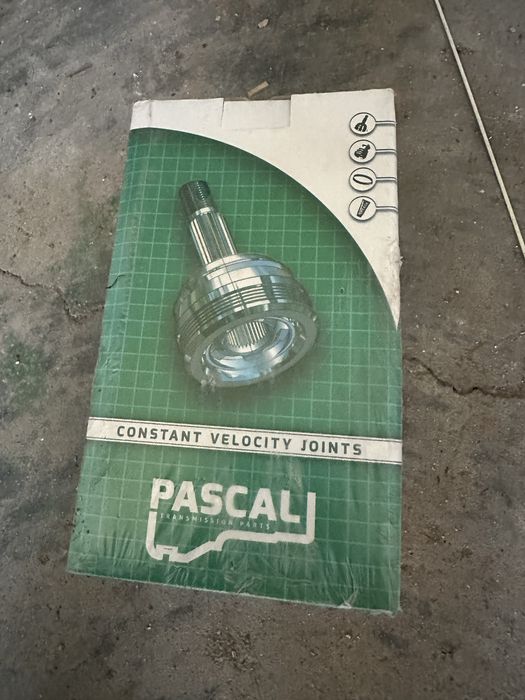 CONSTANT VELOCITY JOINTS
PASCAL
TRANSMISSION PARTS